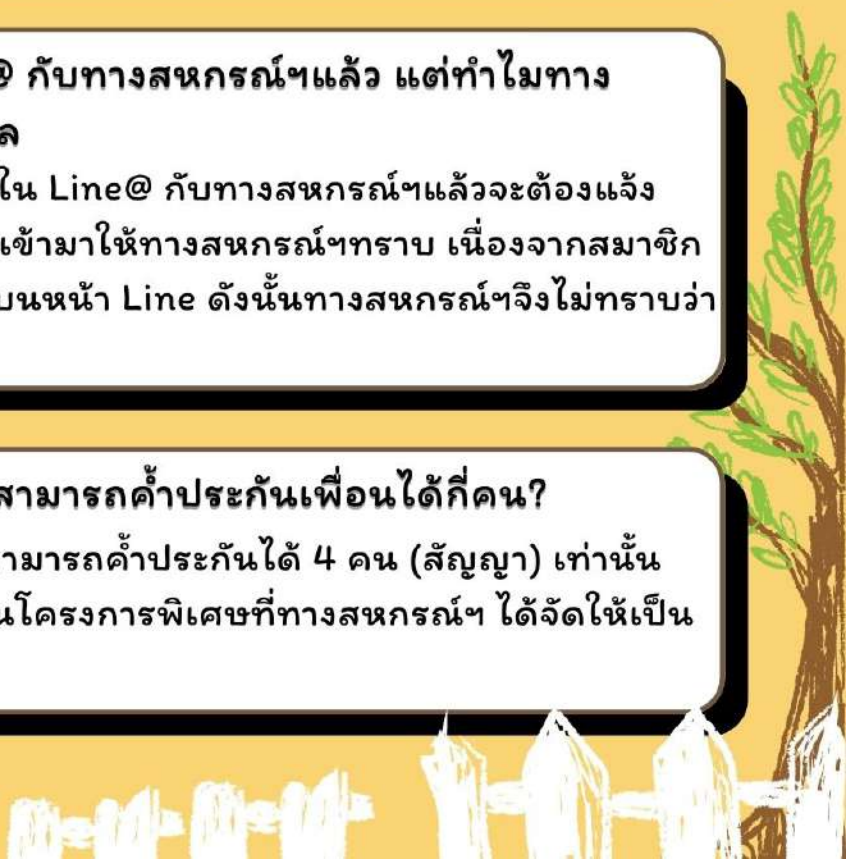 @ กับทางสหกรณ์ฯแล้ว แต่ทำไมทาง
ล
ใน Line@ กับทางสหกรณ์ฯแล้วจะต้องแจ้ง
เข้ามาให้ทางสหกรณ์ฯทราบ เนื่องจากสมาชิก
บนหน้า Line ดังนั้นทางสหกรณ์ฯจึงไม่ทราบว่า
สามารถค้ำประกันเพื่อนได้กี่คน?
ามารถค้ำประกันได้ 4 คน (สัญญา) เท่านั้น
นโครงการพิเศษที่ทางสหกรณ์ฯ ได้จัดให้เป็น